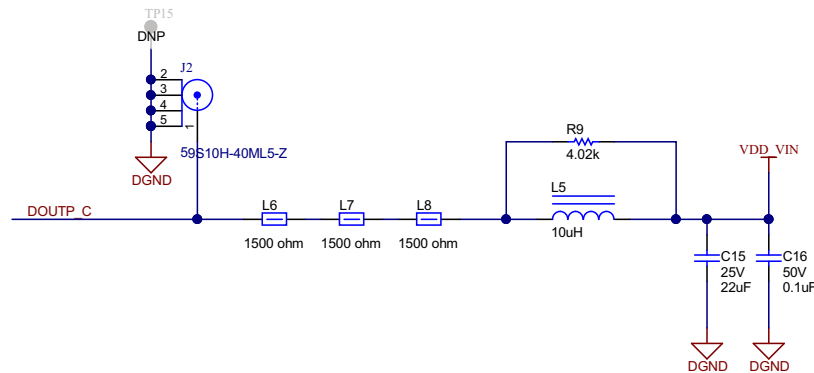 TP15
DNP
J2
2
3
4
5
1
59S10H-40ML5-Z
DGND
R9
4.02k
VDD_VIN
DOUTP_C
L6
L7
L8
L5
1500 ohm
1500 ohm
1500 ohm
10uH
C15
25V
22uF
C16
50V
0.1uF
DGND
DGND